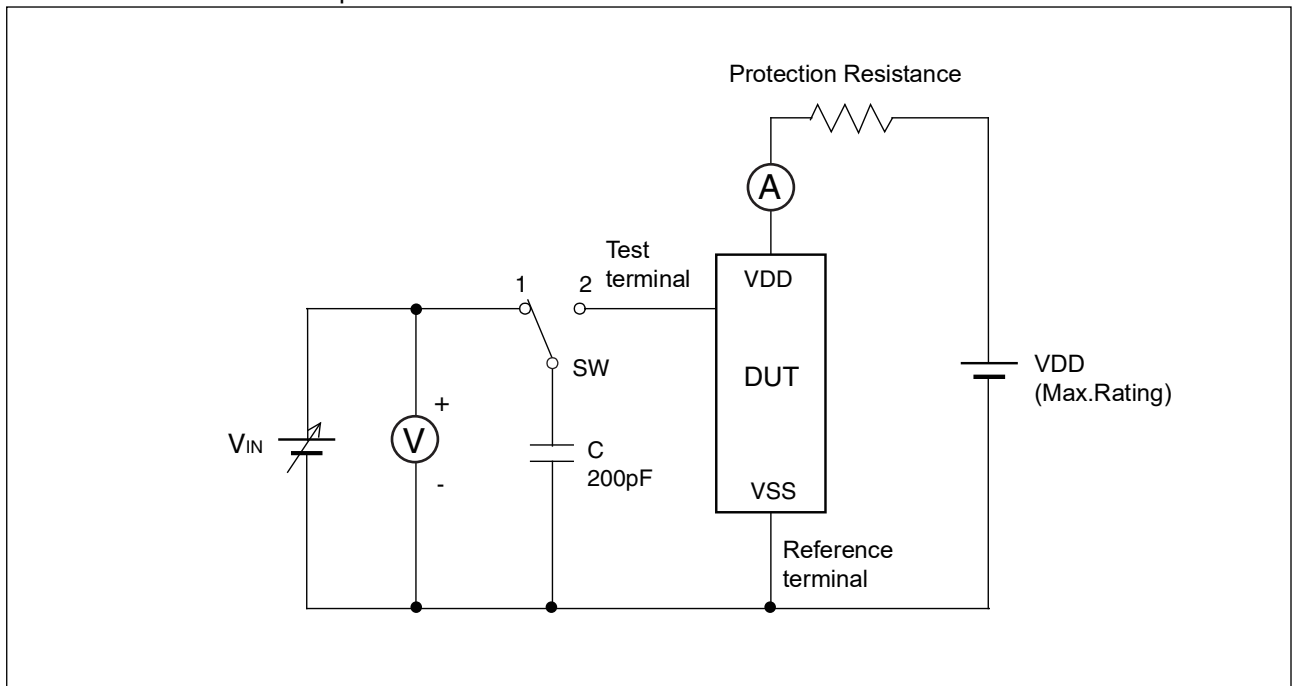 Protection Resistance
A
Test
terminal
1
2
VDD
SW
DUT
VDD
(Max.Rating)
+
V
-
VIN
C
200pF
VSS
Reference
terminal